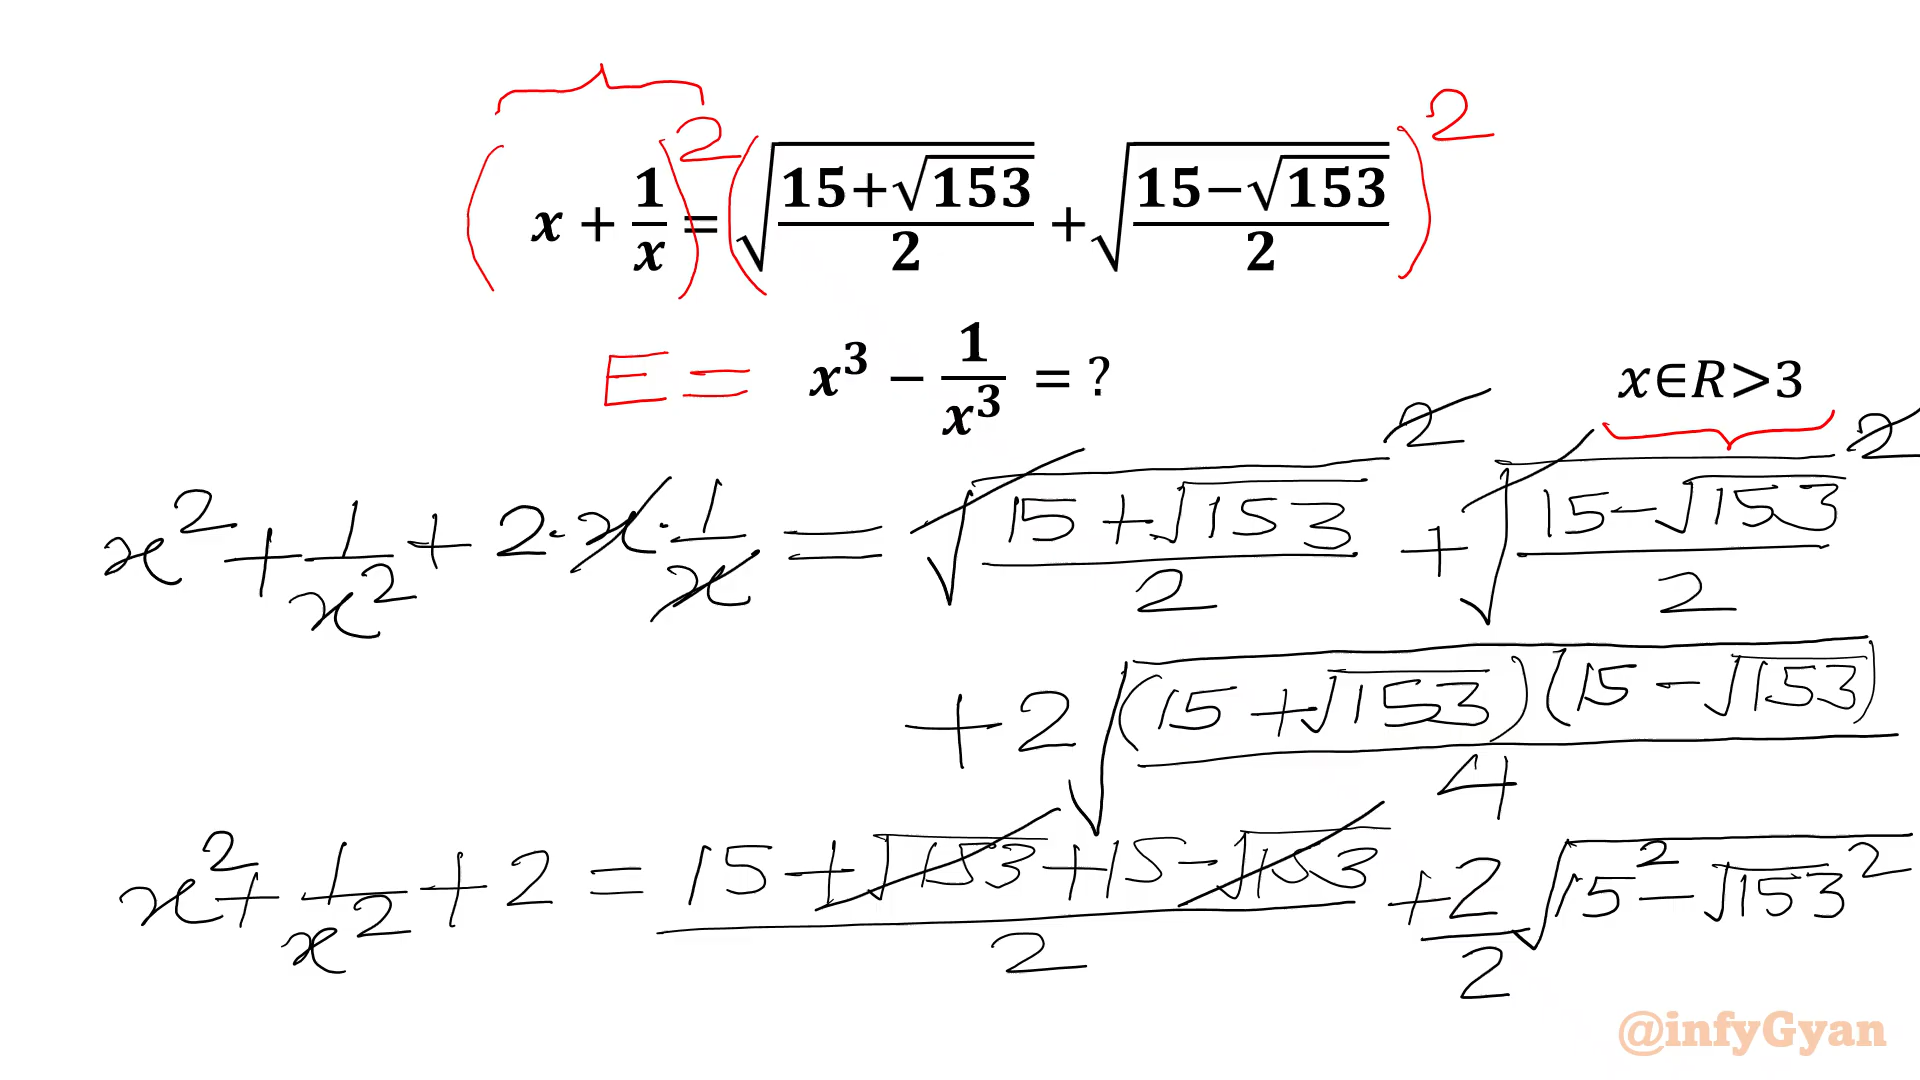 (x + 1/x)² = (√((15+√153)/2) + √((15−√153)/2))²
E = x³ − 1/x³ = ?
x∈R>3
x² + 1/x² + 2·x·1/x = √((15+√153)/2)² + √((15−√153)/2)²
+ 2√((15+√153)(15−√153)/4)
x² + 1/x² + 2 = (15+√153+15−√153)/2 + 2/2 √(15²−√153²)
@infyGyan